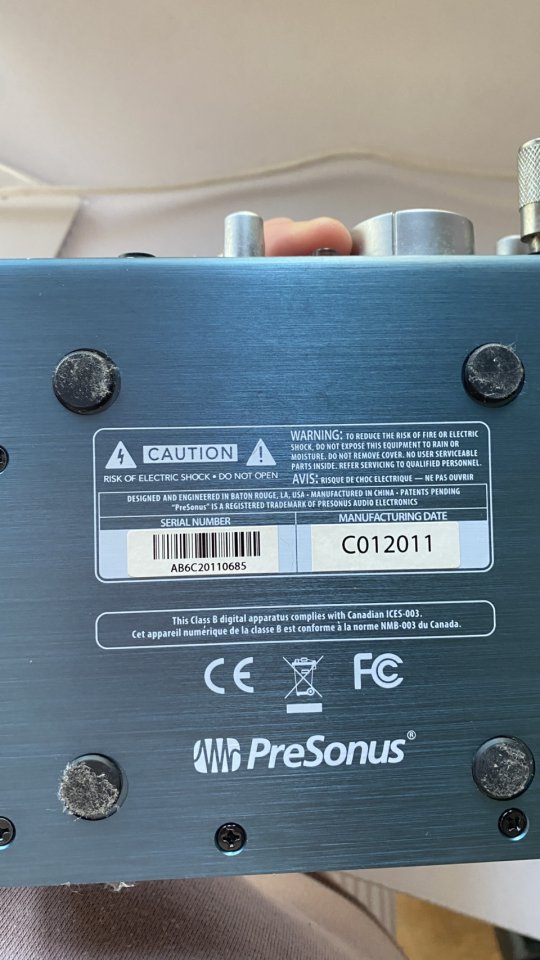 CAUTION
RISK OF ELECTRIC SHOCK • DO NOT OPEN
WARNING: TO REDUCE THE RISK OF FIRE OR ELECTRIC
SHOCK, DO NOT EXPOSE THIS EQUIPMENT TO RAIN OR
MOISTURE. DO NOT REMOVE COVER. NO USER SERVICEABLE
PARTS INSIDE. REFER SERVICING TO QUALIFIED PERSONNEL.
AVIS: RISQUE DE CHOC ELECTRIQUE — NE PAS OUVRIR
DESIGNED AND ENGINEERED IN BATON ROUGE, LA, USA • MANUFACTURED IN CHINA • PATENTS PENDING
"PreSonus" IS A REGISTERED TRADEMARK OF PRESONUS AUDIO ELECTRONICS
SERIAL NUMBER
AB6C20110685
MANUFACTURING DATE
C012011
This Class B digital apparatus complies with Canadian ICES-003.
Cet appareil numérique de la classe B est conforme à la norme NMB-003 du Canada.
CE FC
PreSonus®